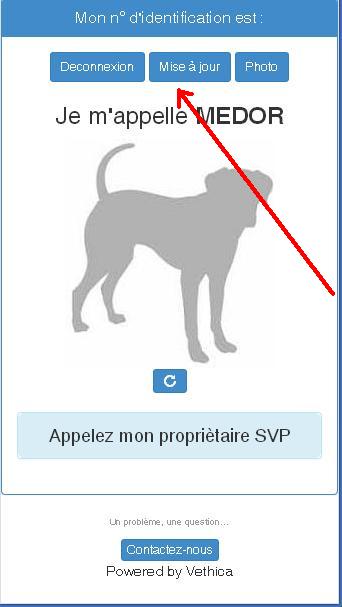 Mon n° d'identification est :
Deconnexion Mise à jour Photo
Je m'appelle MEDOR
Appelez mon propriètaire SVP
Un problème, une question...
Contactez-nous
Powered by Vethica